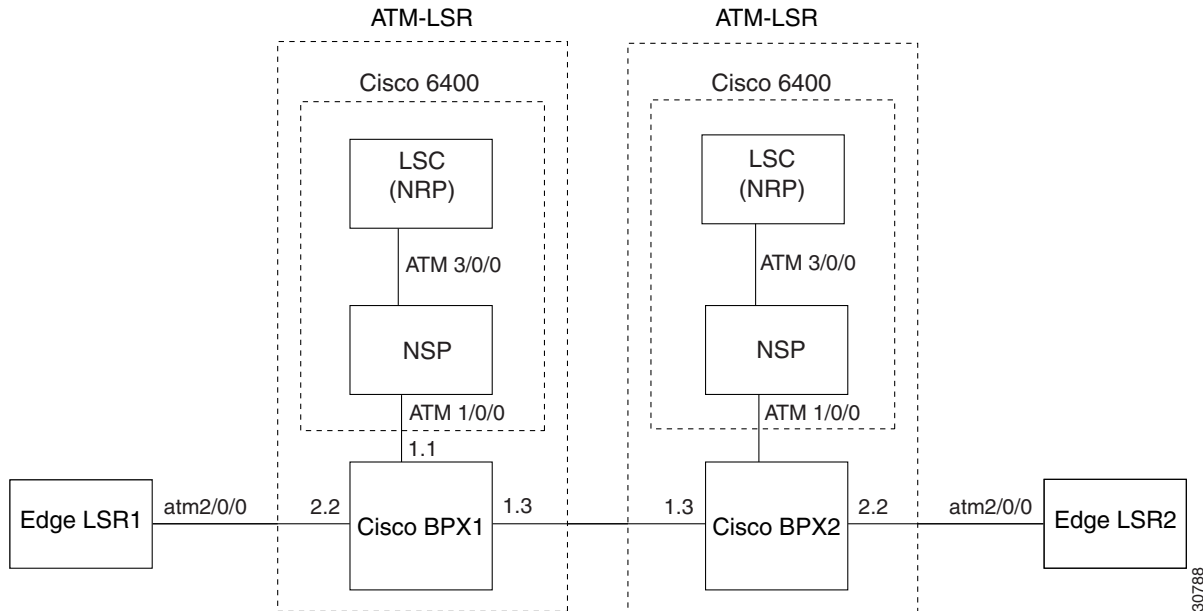 ATM-LSR
ATM-LSR
Cisco 6400
Cisco 6400
LSC
(NRP)
LSC
(NRP)
ATM 3/0/0
ATM 3/0/0
NSP
NSP
ATM 1/0/0
ATM 1/0/0
1.1
Edge LSR1
atm2/0/0
2.2
Cisco BPX1
1.3
1.3
Cisco BPX2
2.2
atm2/0/0
Edge LSR2
30788